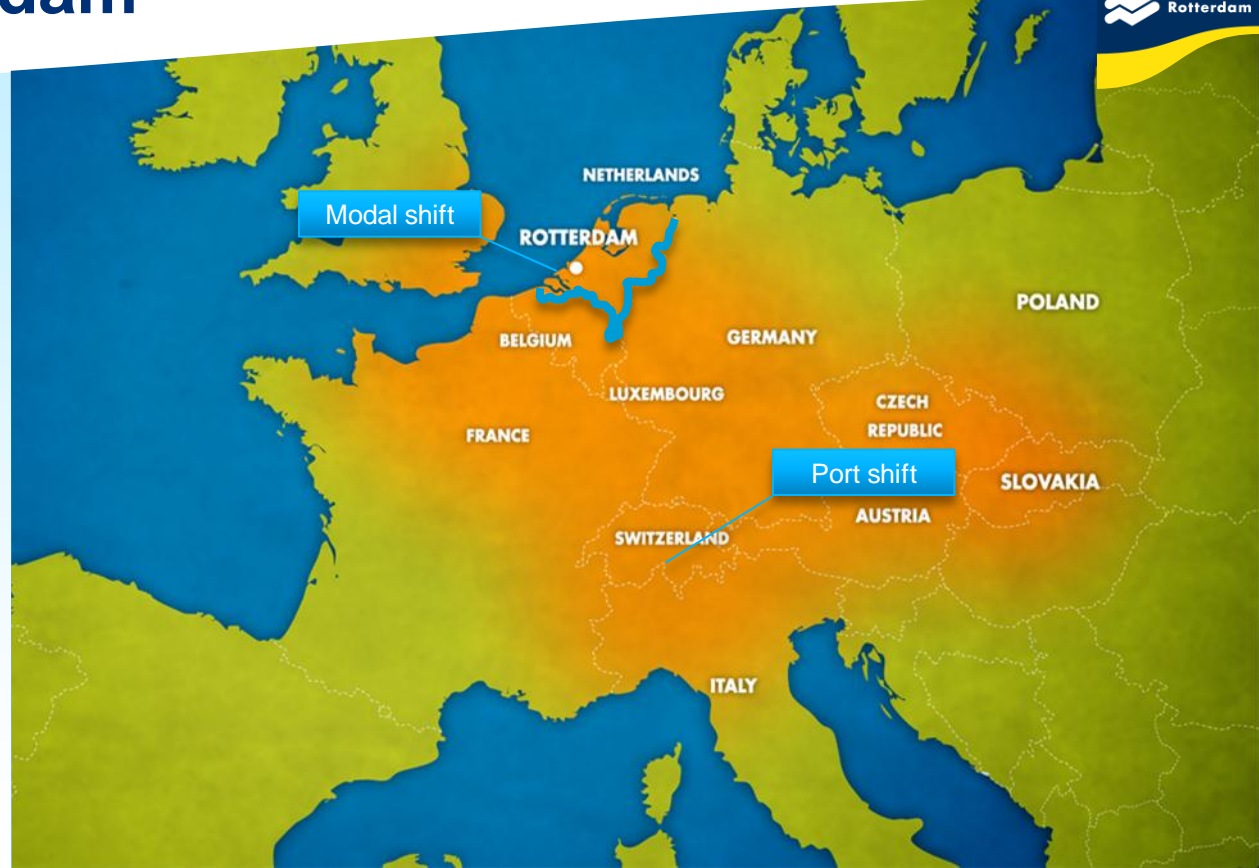 dam
Rotterdam
NETHERLANDS
Modal shift
ROTTERDAM
POLAND
BELGIUM
GERMANY
LUXEMBOURG
CZECH
REPUBLIC
FRANCE
Port shift
SLOVAKIA
AUSTRIA
SWITZERLAND
ITALY